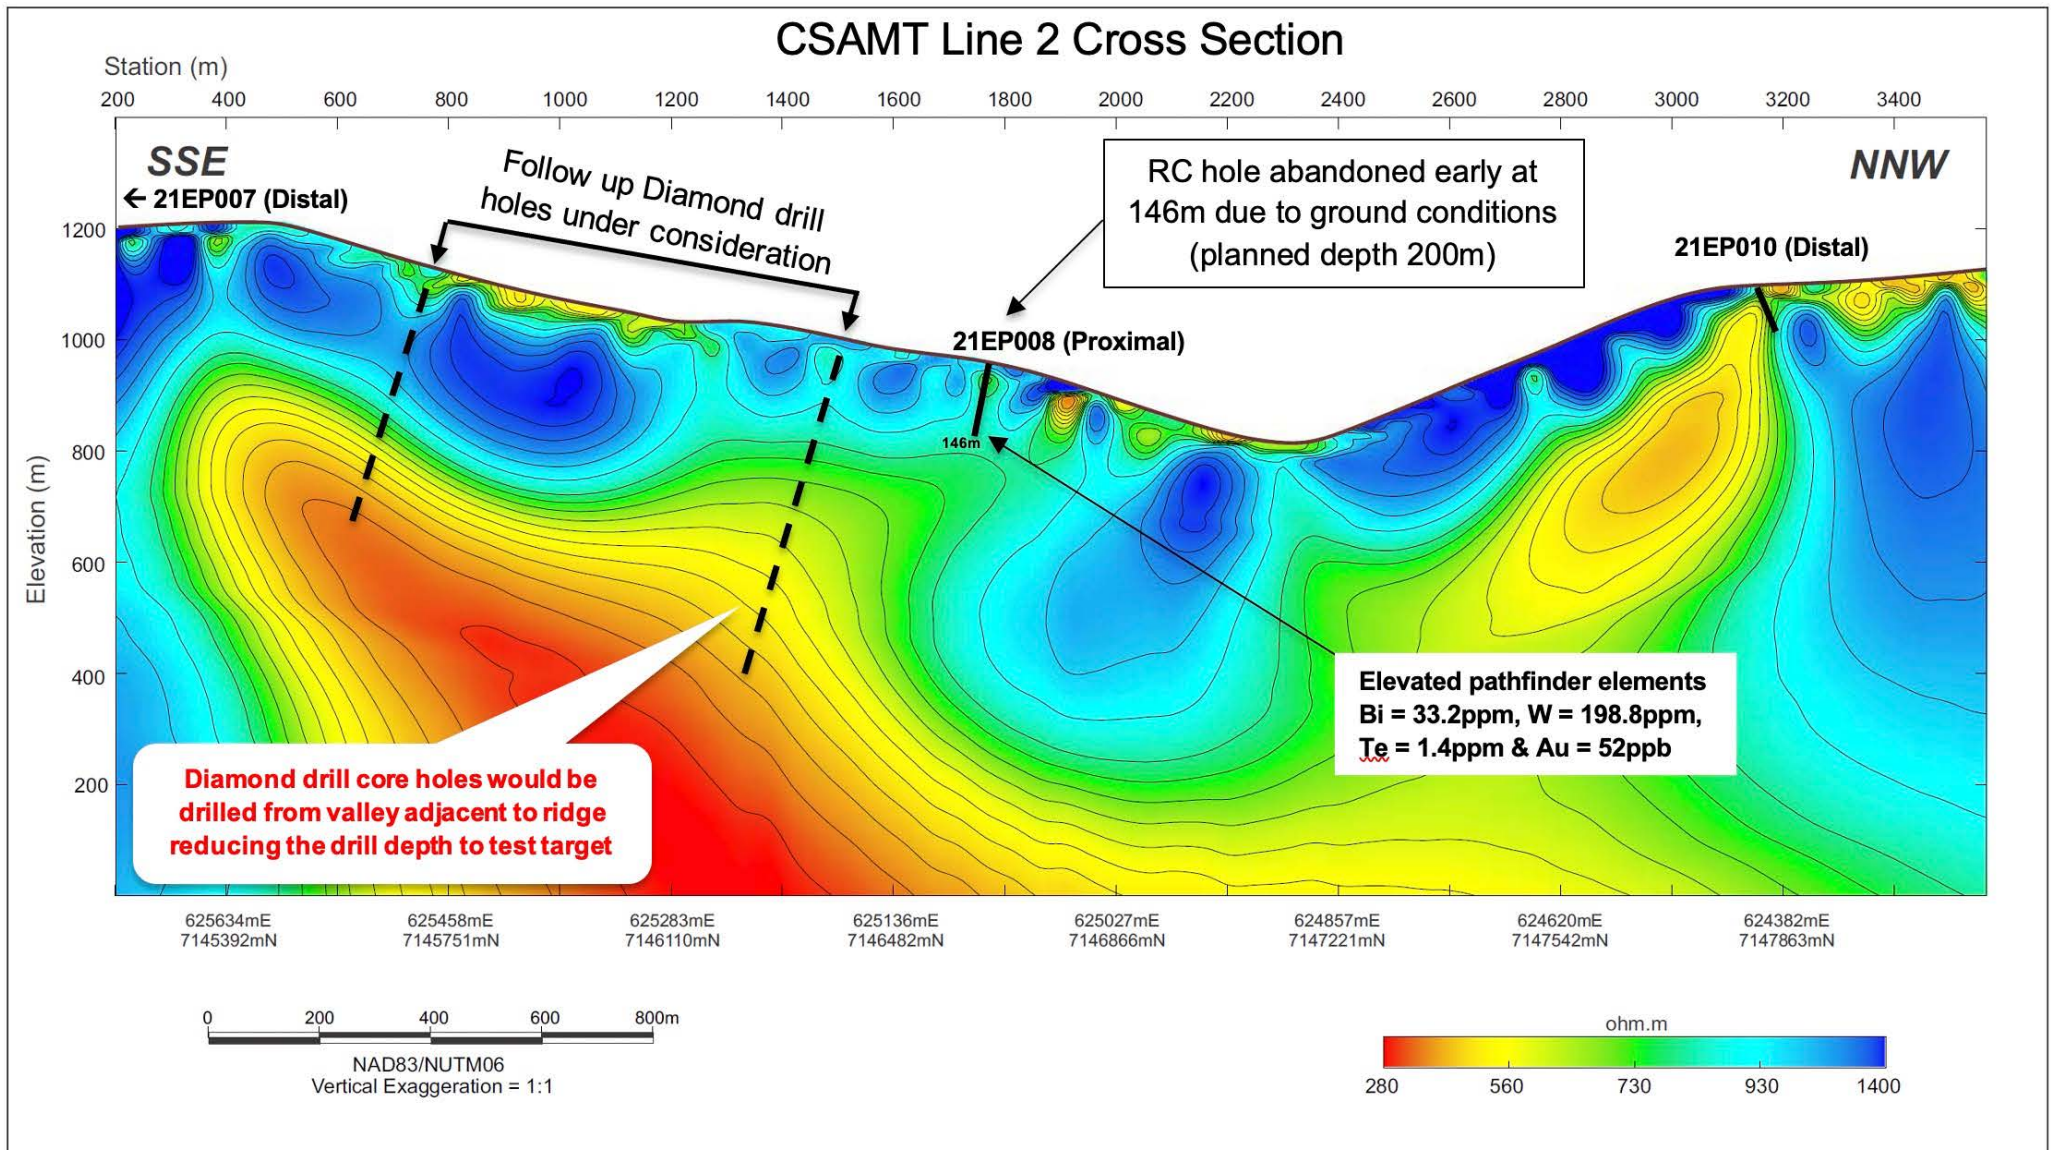 CSAMT Line 2 Cross Section
Station (m)
200 400 600 800 1000 1200 1400 1600 1800 2000 2200 2400 2600 2800 3000 3200 3400
SSE
NNW
← 21EP007 (Distal)
Follow up Diamond drill
holes under consideration
RC hole abandoned early at
146m due to ground conditions
(planned depth 200m)
21EP010 (Distal)
21EP008 (Proximal)
146m
Elevation (m)
1200
1000
800
600
400
200
Elevated pathfinder elements
Bi = 33.2ppm, W = 198.8ppm,
Te = 1.4ppm & Au = 52ppb
Diamond drill core holes would be
drilled from valley adjacent to ridge
reducing the drill depth to test target
625634mE 625458mE 625283mE 625136mE 625027mE 624857mE 624620mE 624382mE
7145392mN 7145751mN 7146110mN 7146482mN 7146866mN 7147221mN 7147542mN 7147863mN
0 200 400 600 800m
NAD83/NUTM06
Vertical Exaggeration = 1:1
ohm.m
280 560 730 930 1400